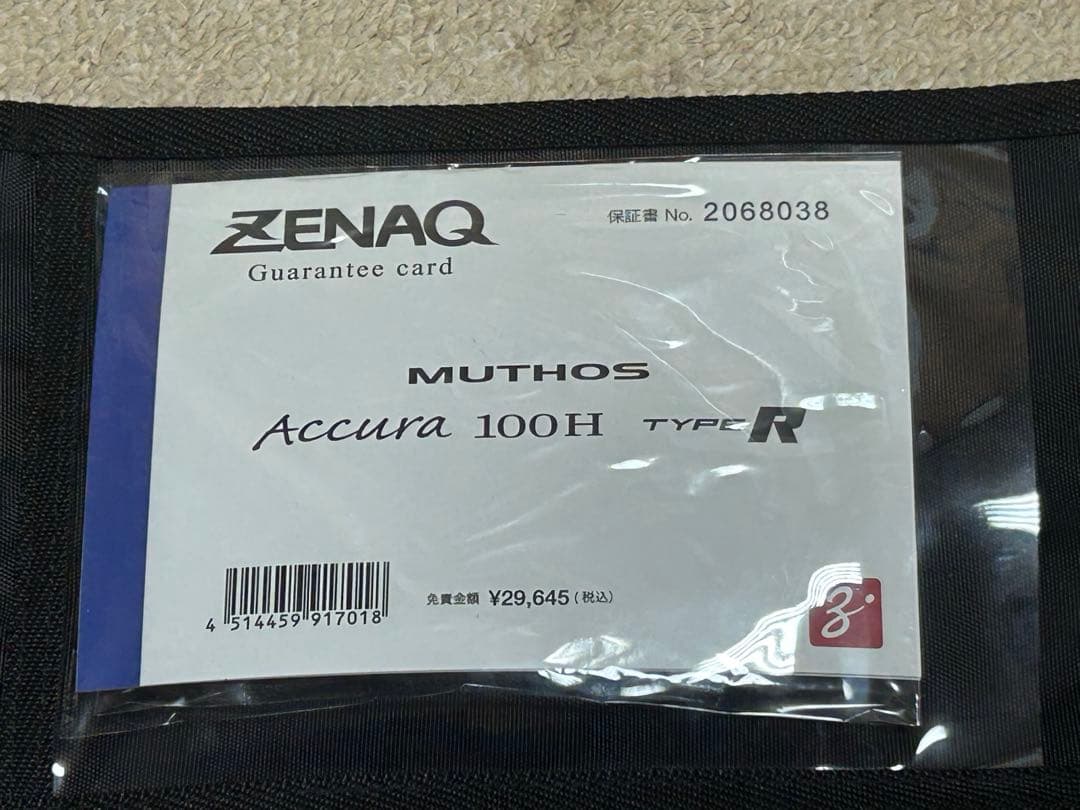 ZENAQ
Guarantee card
保証書 No. 2068038
MUTHOS
Accura 100H TYPE R
4 514459 917018
免責金額 ¥29,645(税込)
z